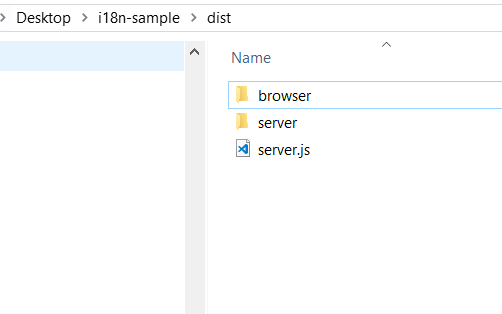 Desktop > i18n-sample > dist
Name
browser
server
server.js